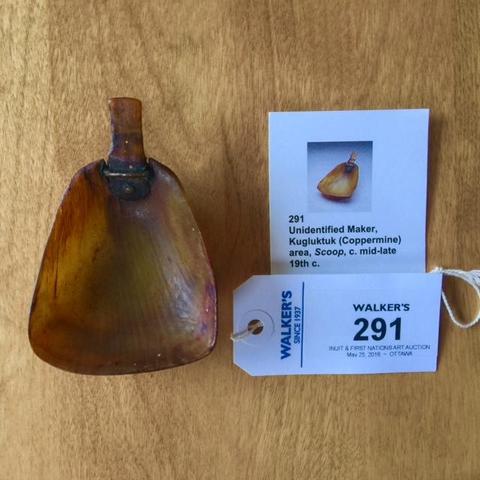 291
Unidentified Maker,
Kugluktuk (Coppermine)
area, Scoop, c. mid-late
19th c.
WALKER'S
SINCE 1937
WALKER'S
291
INUIT & FIRST NATIONS ART AUCTION
May 25, 2016 ~ OTTAWA